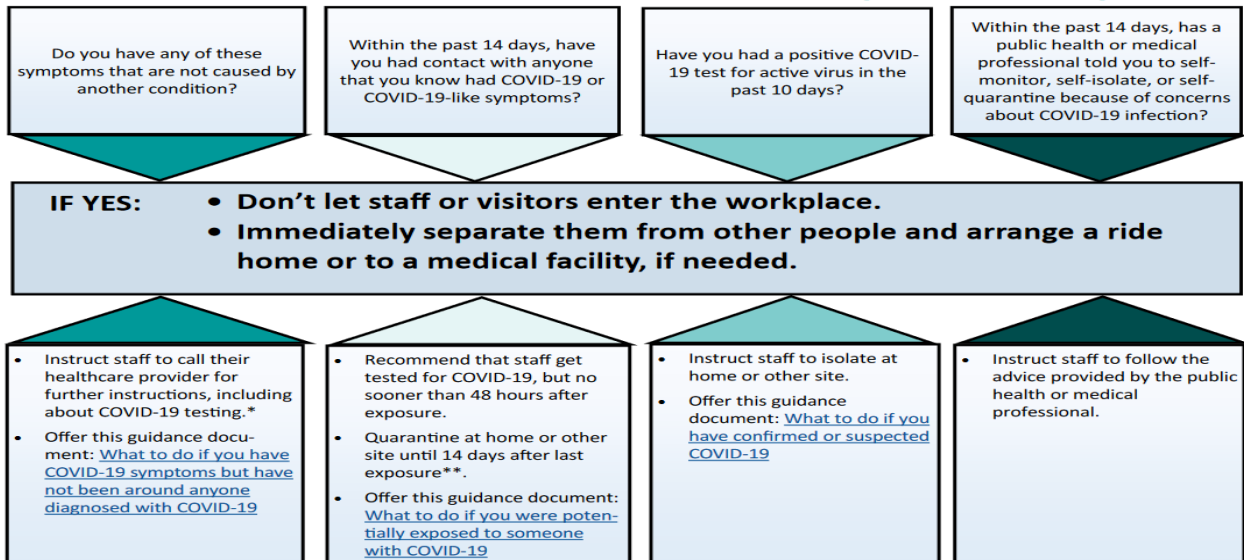 Do you have any of these
symptoms that are not caused by
another condition?
Within the past 14 days, have
you had contact with anyone
that you know had COVID-19 or
COVID-19-like symptoms?
Have you had a positive COVID-
19 test for active virus in the
past 10 days?
Within the past 14 days, has a
public health or medical
professional told you to self-
monitor, self-isolate, or self-
quarantine because of concerns
about COVID-19 infection?
IF YES:
• Don’t let staff or visitors enter the workplace.
• Immediately separate them from other people and arrange a ride
home or to a medical facility, if needed.
• Instruct staff to call their
healthcare provider for
further instructions, including
about COVID-19 testing.*
• Offer this guidance docu-
ment: What to do if you have
COVID-19 symptoms but have
not been around anyone
diagnosed with COVID-19
• Recommend that staff get
tested for COVID-19, but no
sooner than 48 hours after
exposure.
• Quarantine at home or other
site until 14 days after last
exposure**.
• Offer this guidance document:
What to do if you were poten-
tially exposed to someone
with COVID-19
• Instruct staff to isolate at
home or other site.
• Offer this guidance
document: What to do if you
have confirmed or suspected
COVID-19
• Instruct staff to follow the
advice provided by the public
health or medical
professional.